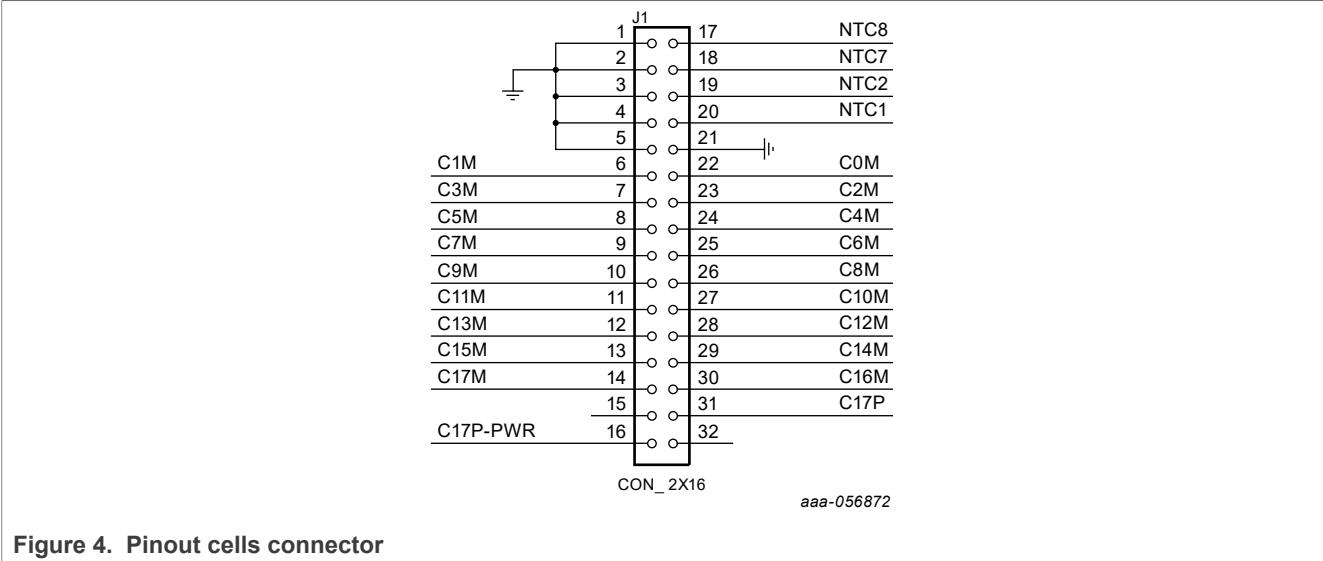 J1
1 17 NTC8
2 18 NTC7
3 19 NTC2
4 20 NTC1
5 21
C1M 6 22 C0M
C3M 7 23 C2M
C5M 8 24 C4M
C7M 9 25 C6M
C9M 10 26 C8M
C11M 11 27 C10M
C13M 12 28 C12M
C15M 13 29 C14M
C17M 14 30 C16M
15 31 C17P
C17P-PWR 16 32
CON_ 2X16
aaa-056872
Figure 4. Pinout cells connector